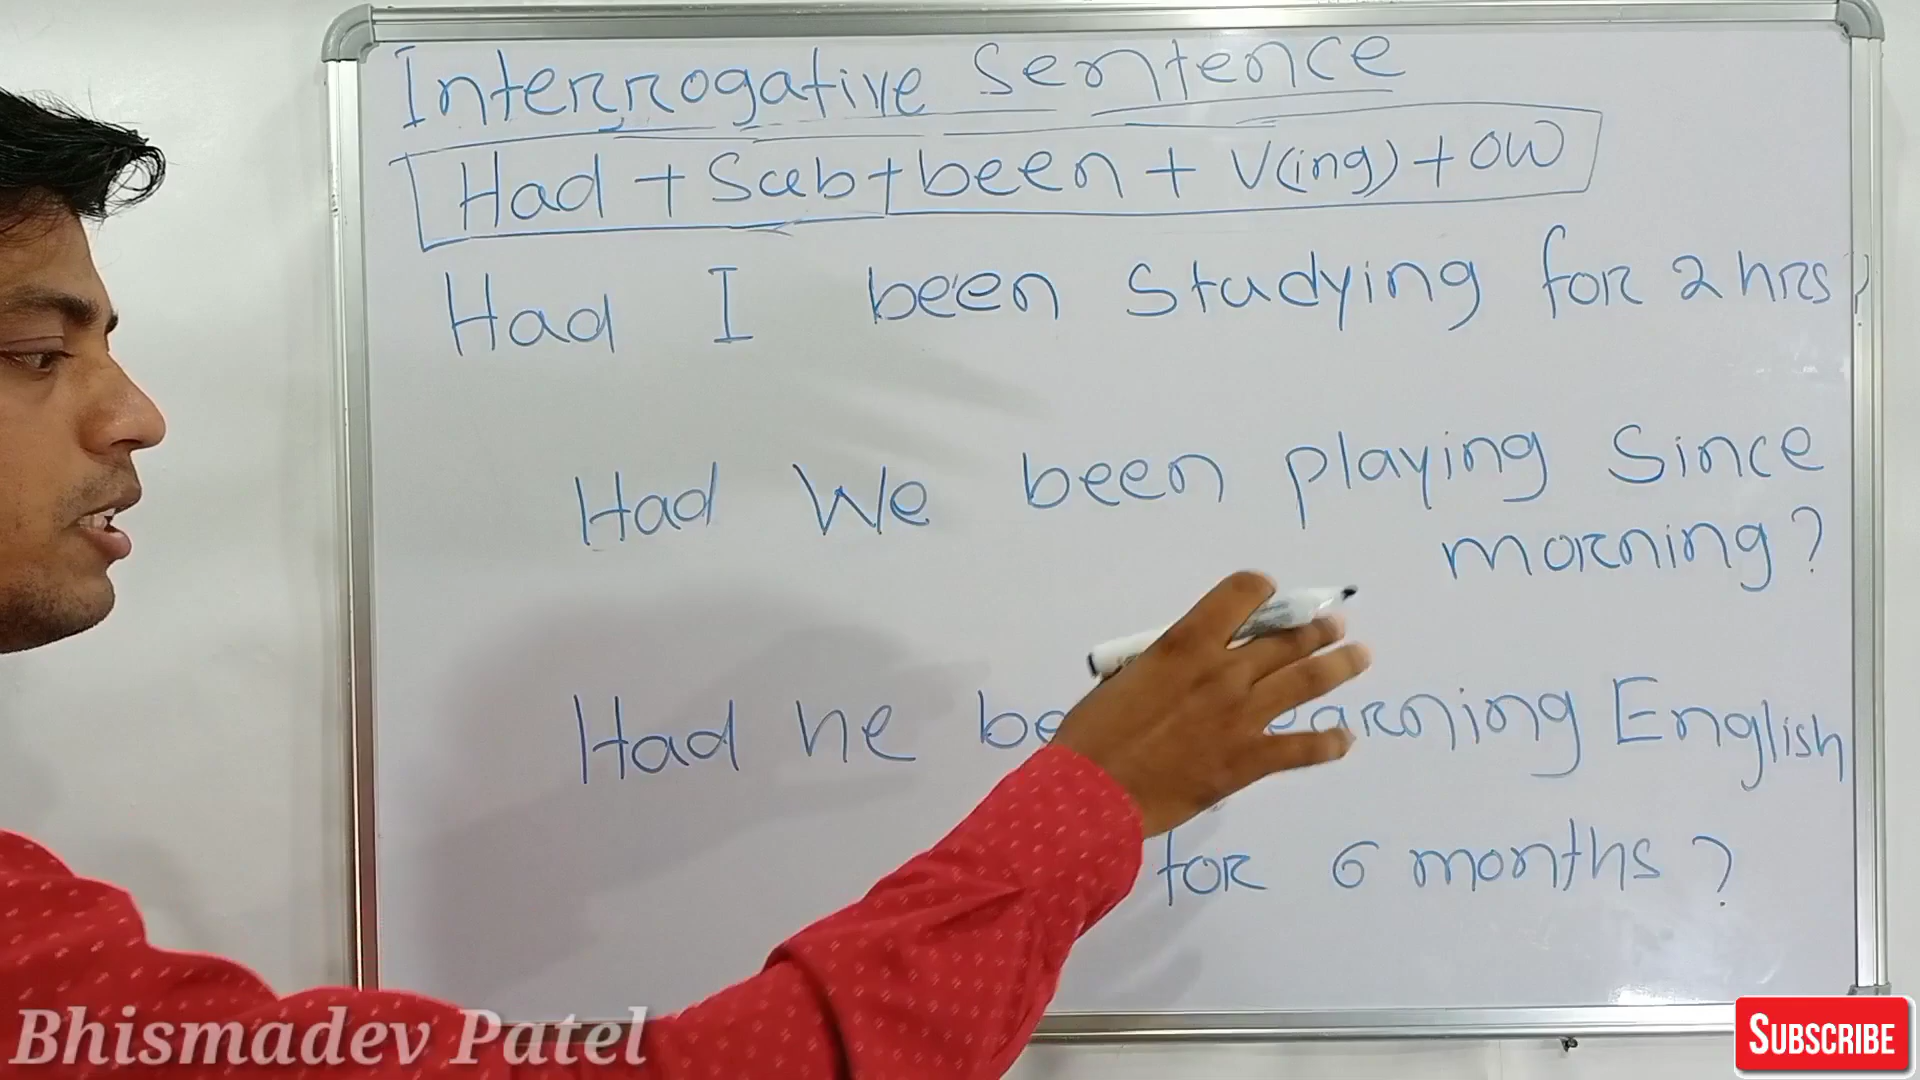 Interrogative Sentence
Had + Sub + been + V(ing) + OW
Had I been Studying for 2 hrs?
Had We been playing Since
morning?
Had he be earning English
for 6 months?
Bhismadev Patel
SUBSCRIBE